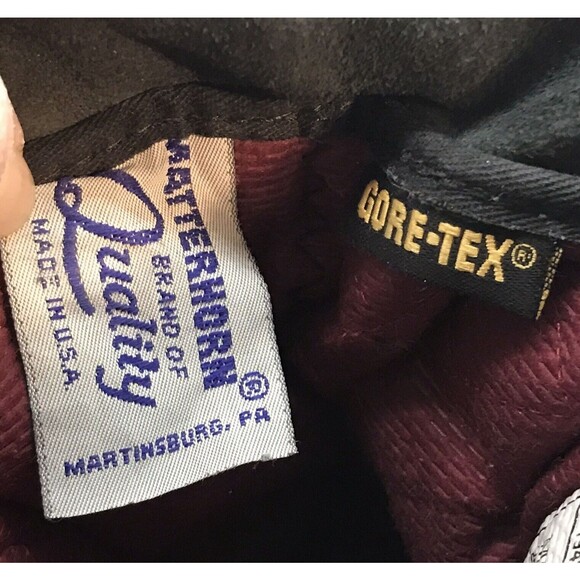 MATTERHORN®
BRAND OF
Quality
MADE IN U.S.A.
MARTINSBURG, PA
GORE-TEX®